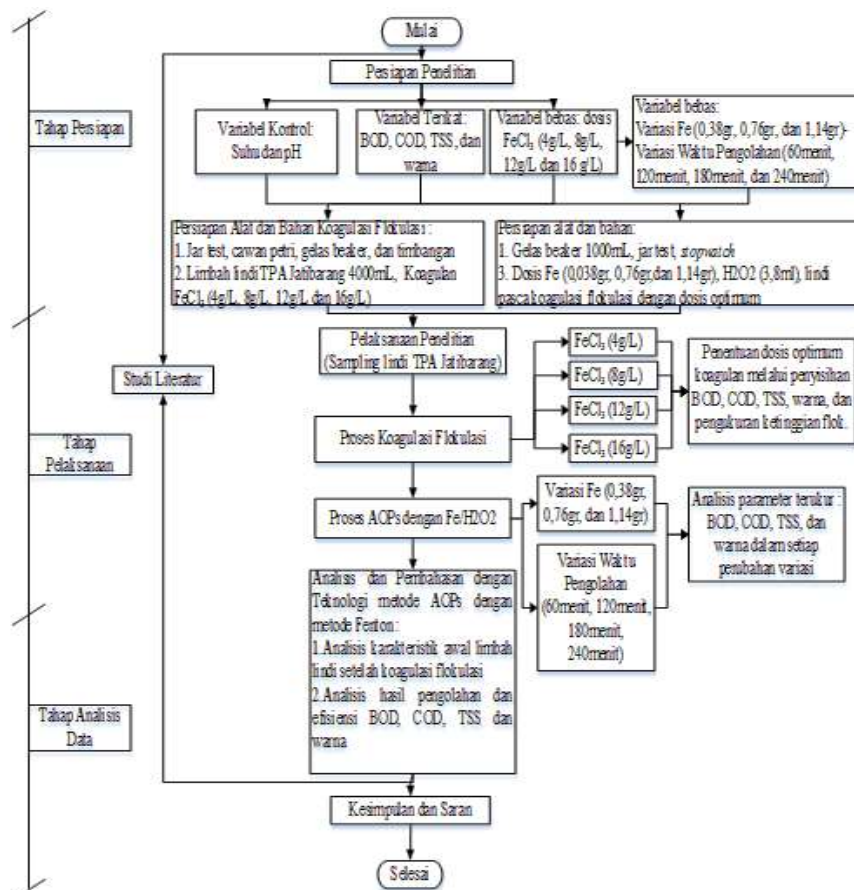 Mulai
Persiapan Penelitian
Tahap Persiapan
Variabel Kontrol:
Suhu dan pH
Variabel Terikat:
BOD, COD, TSS, dan
warna
Variabel bebas: dosis
FeCl3 (4g/L, 8g/L,
12g/L dan 16 g/L)
Variabel bebas:
Variasi Fe (0,38gr, 0,76gr, dan 1,14gr)-
Variasi Waktu Pengolahan (60menit,
120menit, 180menit, dan 240menit)
Persiapan Alat dan Bahan Koagulasi Flokulasi :
1. Jar test, cawan petri, gelas beaker, dan timbangan
2. Limbah lindi TPA Jatibarang 4000mL, Koagulan
FeCl3 (4g/L, 8g/L, 12g/L dan 16g/L)
Persiapan alat dan bahan:
1. Gelas beaker 1000mL, jar test, stopwatch
3. Dosis Fe (0,038gr, 0,76gr,dan 1,14gr), H2O2 (3,8ml), lindi
pasca koagulasi flokulasi dengan dosis optimum
Pelaksanaan Penelitian
(Sampling lindi TPA Jatibarang)
Studi Literatur
Tahap
Pelaksanaan
Proses Koagulasi Flokulasi
FeCl3 (4g/L)
FeCl3 (8g/L)
FeCl3 (12g/L)
FeCl3 (16g/L)
Penentuan dosis optimum
koagulan melalui penyisihan
BOD, COD, TSS, warna, dan
pengukuran ketinggian flok.
Proses AOPs dengan Fe/H2O2
Variasi Fe (0,38gr,
0,76gr, dan 1,14gr)
Variasi Waktu
Pengolahan
(60menit, 120menit,
180menit,
240menit)
Analisis parameter terukur :
BOD, COD, TSS, dan
warna dalam setiap
perubahan variasi
Analisis dan Pembahasan dengan
Teknologi metode AOPs dengan
metode Fenton :
1.Analisis karakteristik awal limbah
lindi setelah koagulasi flokulasi
2.Analisis hasil pengolahan dan
efisiensi BOD, COD, TSS dan
warna
Tahap Analisis
Data
Kesimpulan dan Saran
Selesai